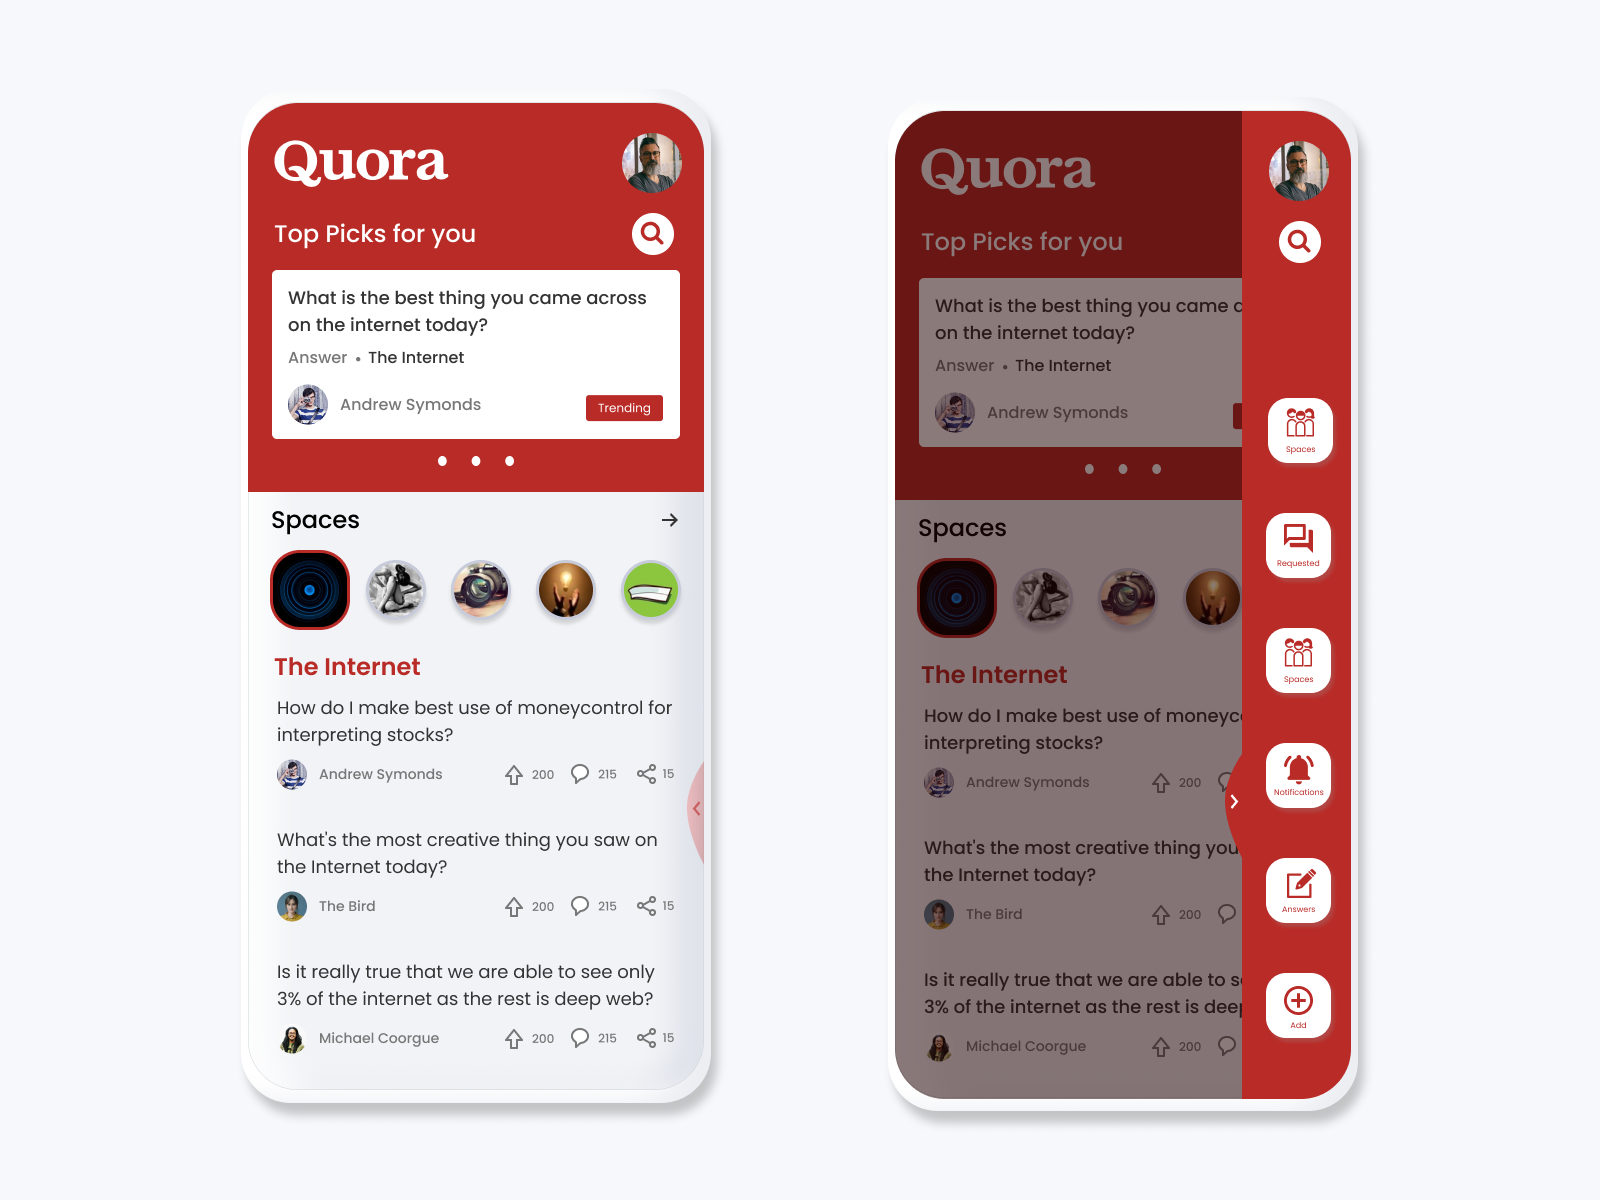 Quora
Top Picks for you
What is the best thing you came across
on the internet today?
Answer • The Internet
Andrew Symonds
Trending
Spaces
The Internet
How do I make best use of moneycontrol for
interpreting stocks?
Andrew Symonds 200 215 15
What's the most creative thing you saw on
the Internet today?
The Bird 200 215 15
Is it really true that we are able to see only
3% of the internet as the rest is deep web?
Michael Coorgue 200 215 15
Quora
Top Picks for you
What is the best thing you came
on the internet today?
Answer • The Internet
Andrew Symonds
Spaces
The Internet
How do I make best use of moneyc
interpreting stocks?
Andrew Symonds 200
What's the most creative thing you
the Internet today?
The Bird 200
Is it really true that we are able to s
3% of the internet as the rest is deep
Michael Coorgue 200
Spaces
Requested
Spaces
Notifications
Answers
Add